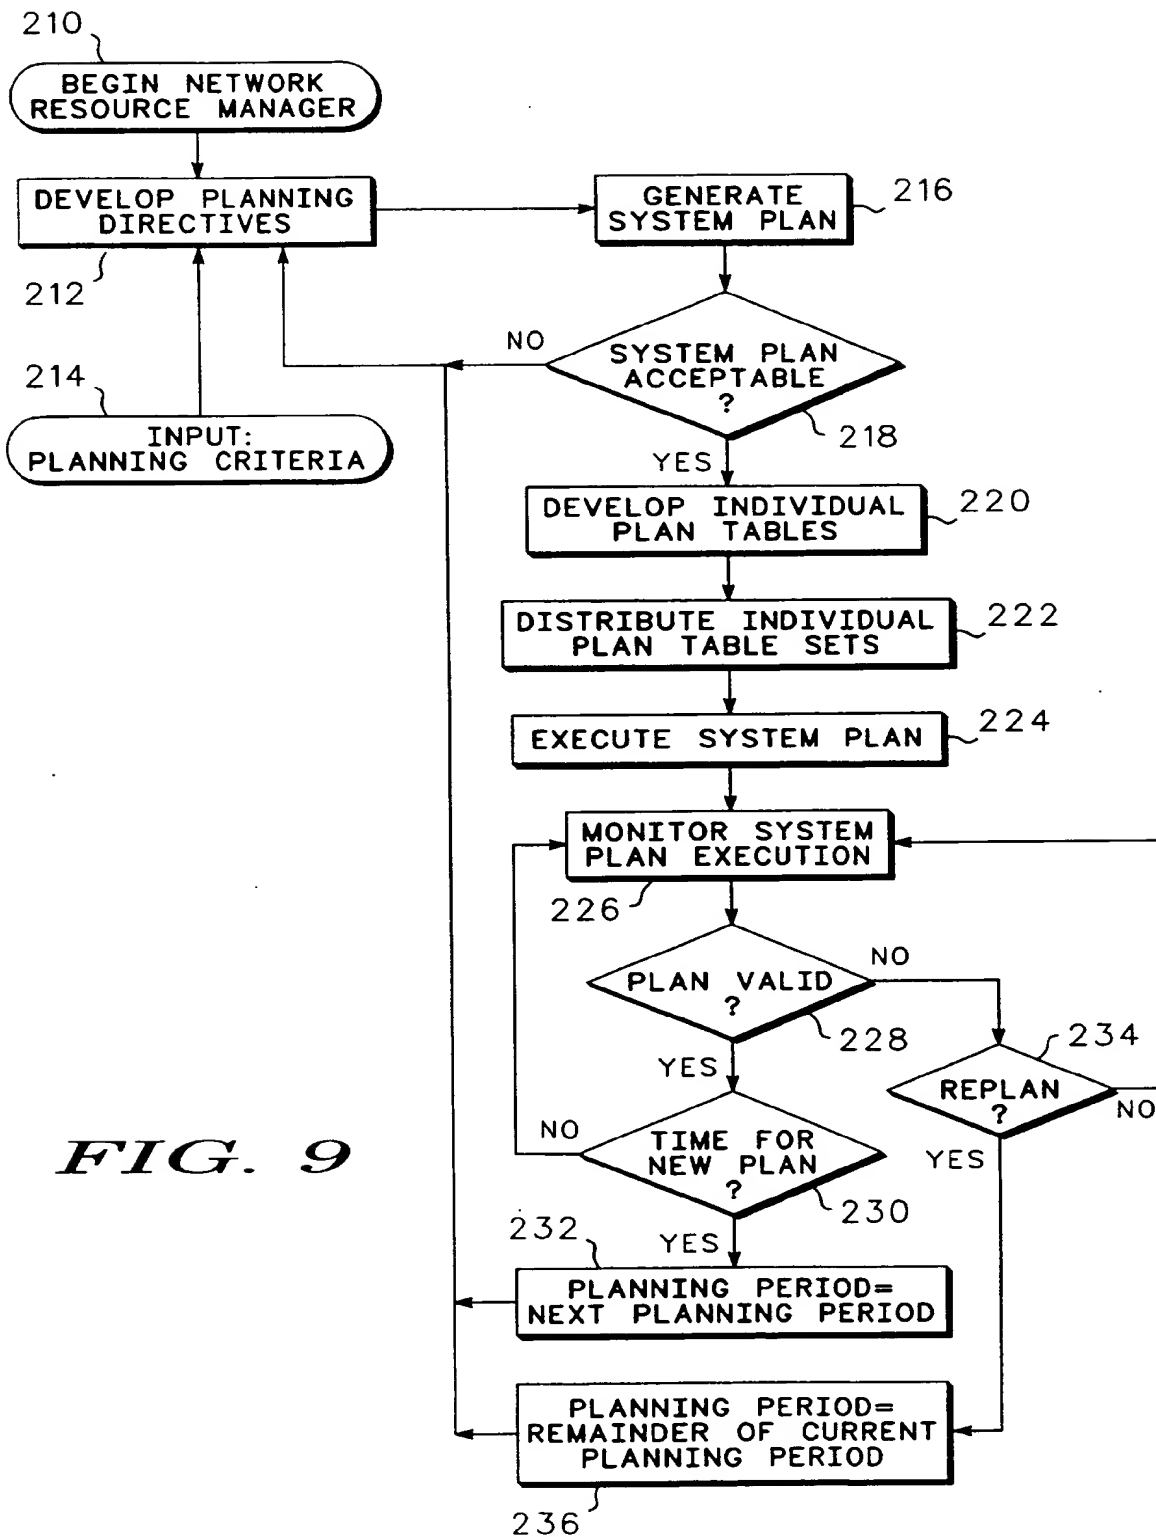 210
BEGIN NETWORK
RESOURCE MANAGER
DEVELOP PLANNING
DIRECTIVES
212
GENERATE
SYSTEM PLAN
216
214
INPUT:
PLANNING CRITERIA
NO
SYSTEM PLAN
ACCEPTABLE
?
218
YES
DEVELOP INDIVIDUAL
PLAN TABLES
220
DISTRIBUTE INDIVIDUAL
PLAN TABLE SETS
222
EXECUTE SYSTEM PLAN
224
MONITOR SYSTEM
PLAN EXECUTION
226
PLAN VALID
?
NO
228
YES
234
REPLAN
?
NO
YES
NO
TIME FOR
NEW PLAN
?
230
YES
232
PLANNING PERIOD=
NEXT PLANNING PERIOD
PLANNING PERIOD=
REMAINDER OF CURRENT
PLANNING PERIOD
236
FIG. 9